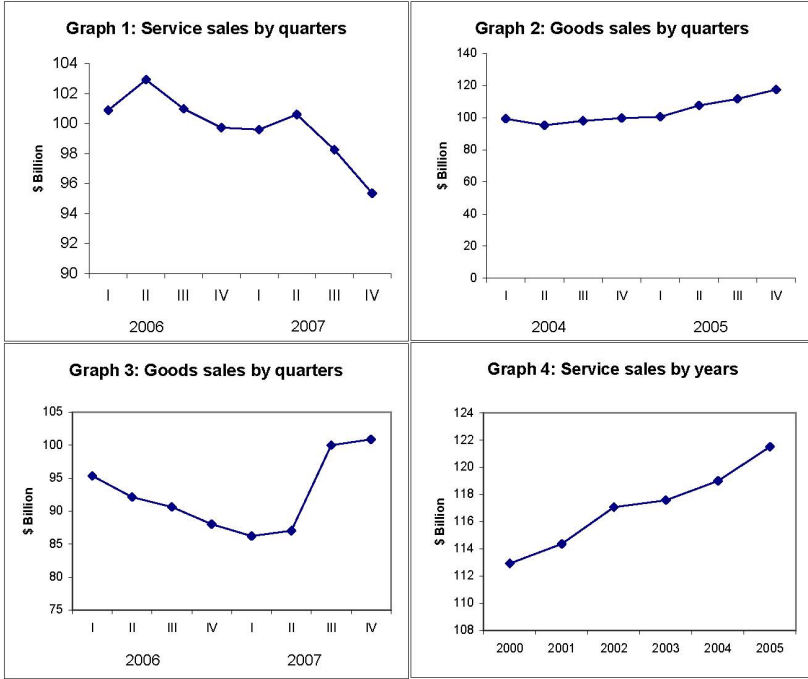 Graph 1: Service sales by quarters
104
102
100
98
96
94
92
90
$ Billion
I II III IV I II III IV
2006 2007
Graph 2: Goods sales by quarters
140
120
100
80
60
40
20
0
$ Billion
I II III IV I II III IV
2004 2005
Graph 3: Goods sales by quarters
105
100
95
90
85
80
75
$ Billion
I II III IV I II III IV
2006 2007
Graph 4: Service sales by years
124
122
120
118
116
114
112
110
108
$ Billion
2000 2001 2002 2003 2004 2005